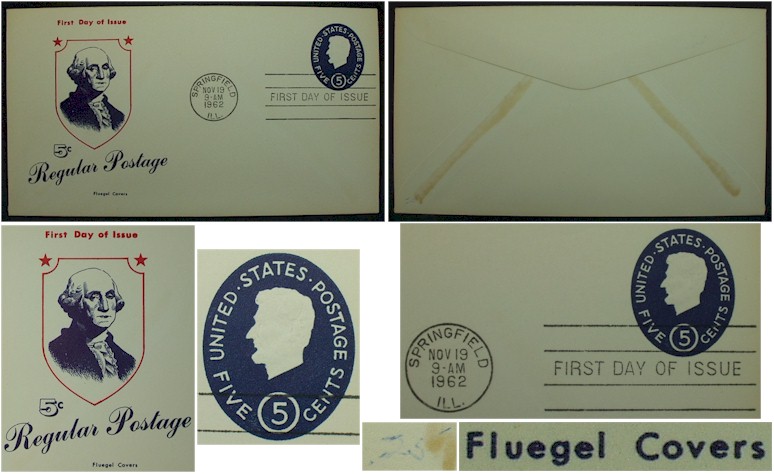 First Day of Issue
5c
Regular Postage
Fluegel Covers
SPRINGFIELD
NOV 19
9-AM
1962
ILL.
UNITED·STATES·POSTAGE
FIVE 5 CENTS
FIRST DAY OF ISSUE
First Day of Issue
5c
Regular Postage
Fluegel Covers
UNITED·STATES·POSTAGE
FIVE 5 CENTS
SPRINGFIELD
NOV 19
9-AM
1962
ILL.
UNITED·STATES·POSTAGE
FIVE 5 CENTS
FIRST DAY OF ISSUE
Fluegel Covers